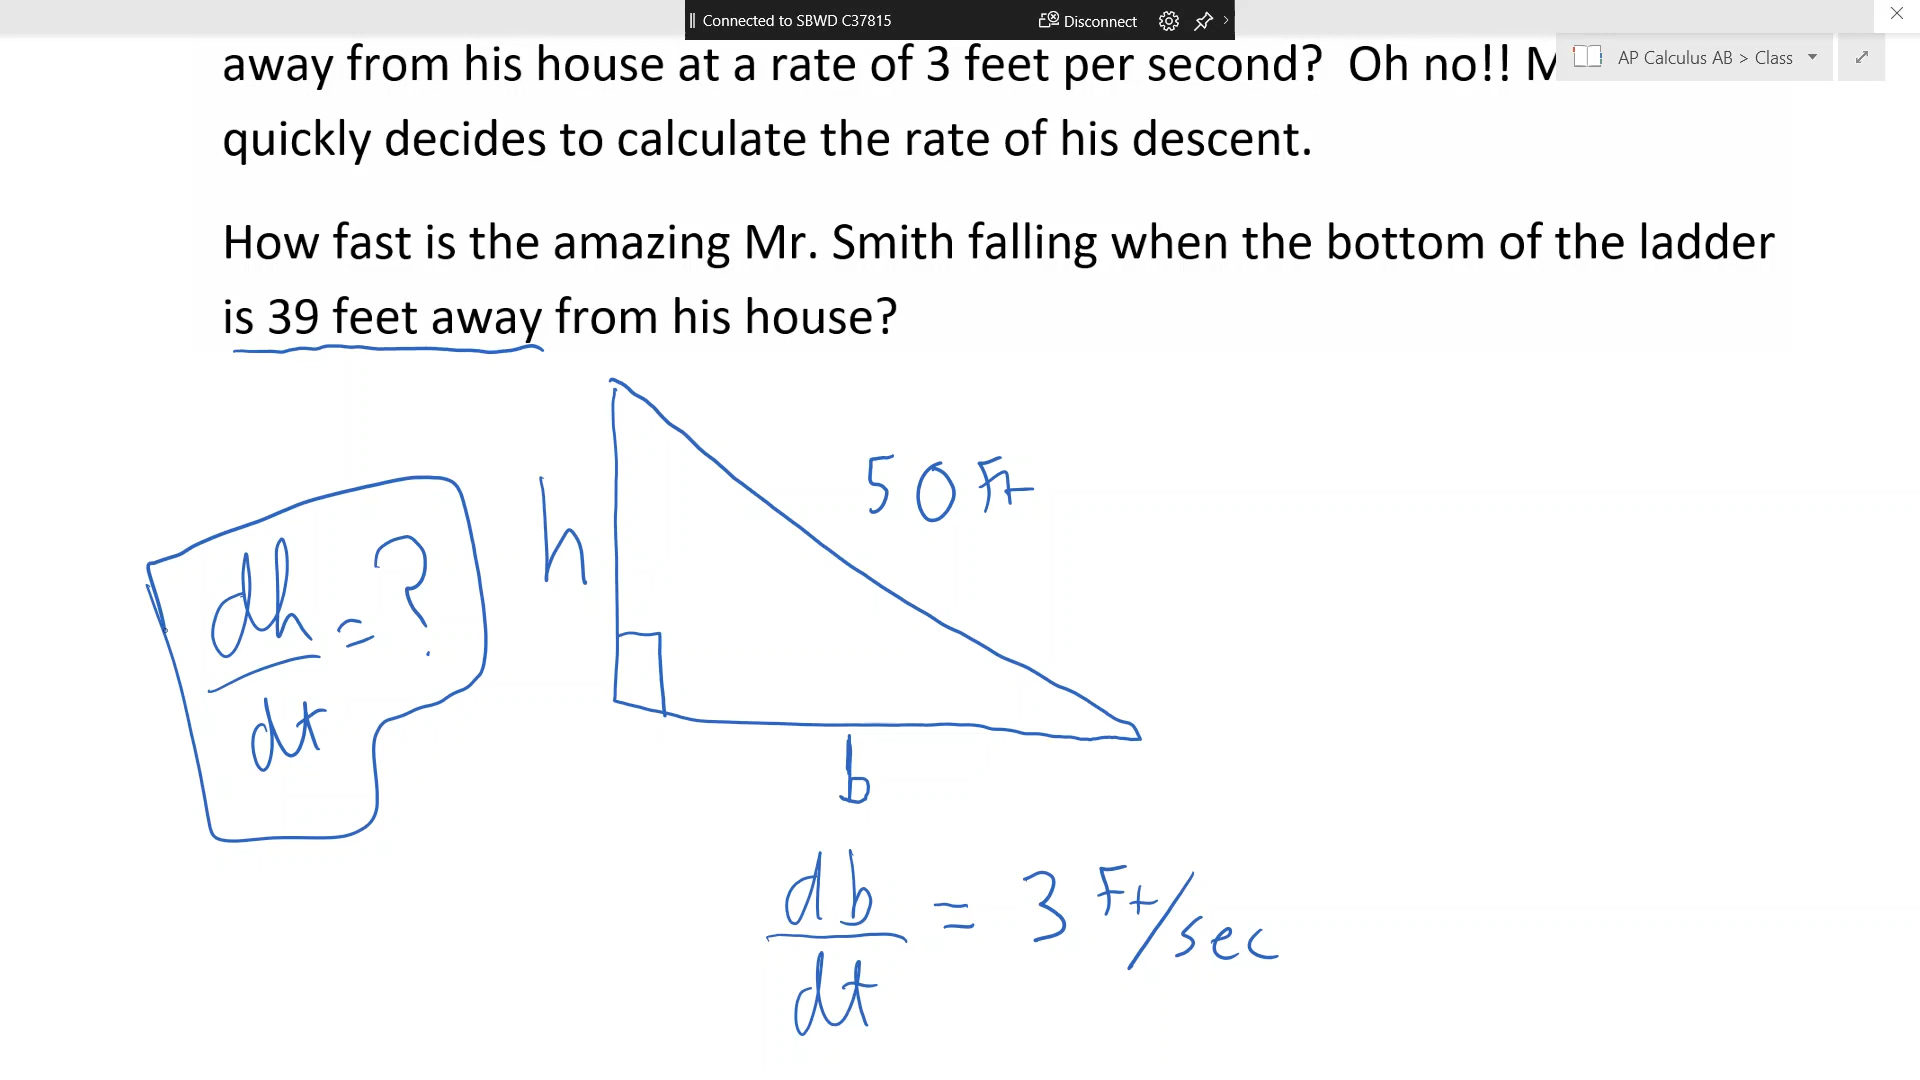 Connected to SBWD C37815 Disconnect
away from his house at a rate of 3 feet per second? Oh no!! M
AP Calculus AB > Class
quickly decides to calculate the rate of his descent.
How fast is the amazing Mr. Smith falling when the bottom of the ladder
is 39 feet away from his house?
50 Ft
h
dh
= ?
dt
b
db
= 3 Ft/sec
dt